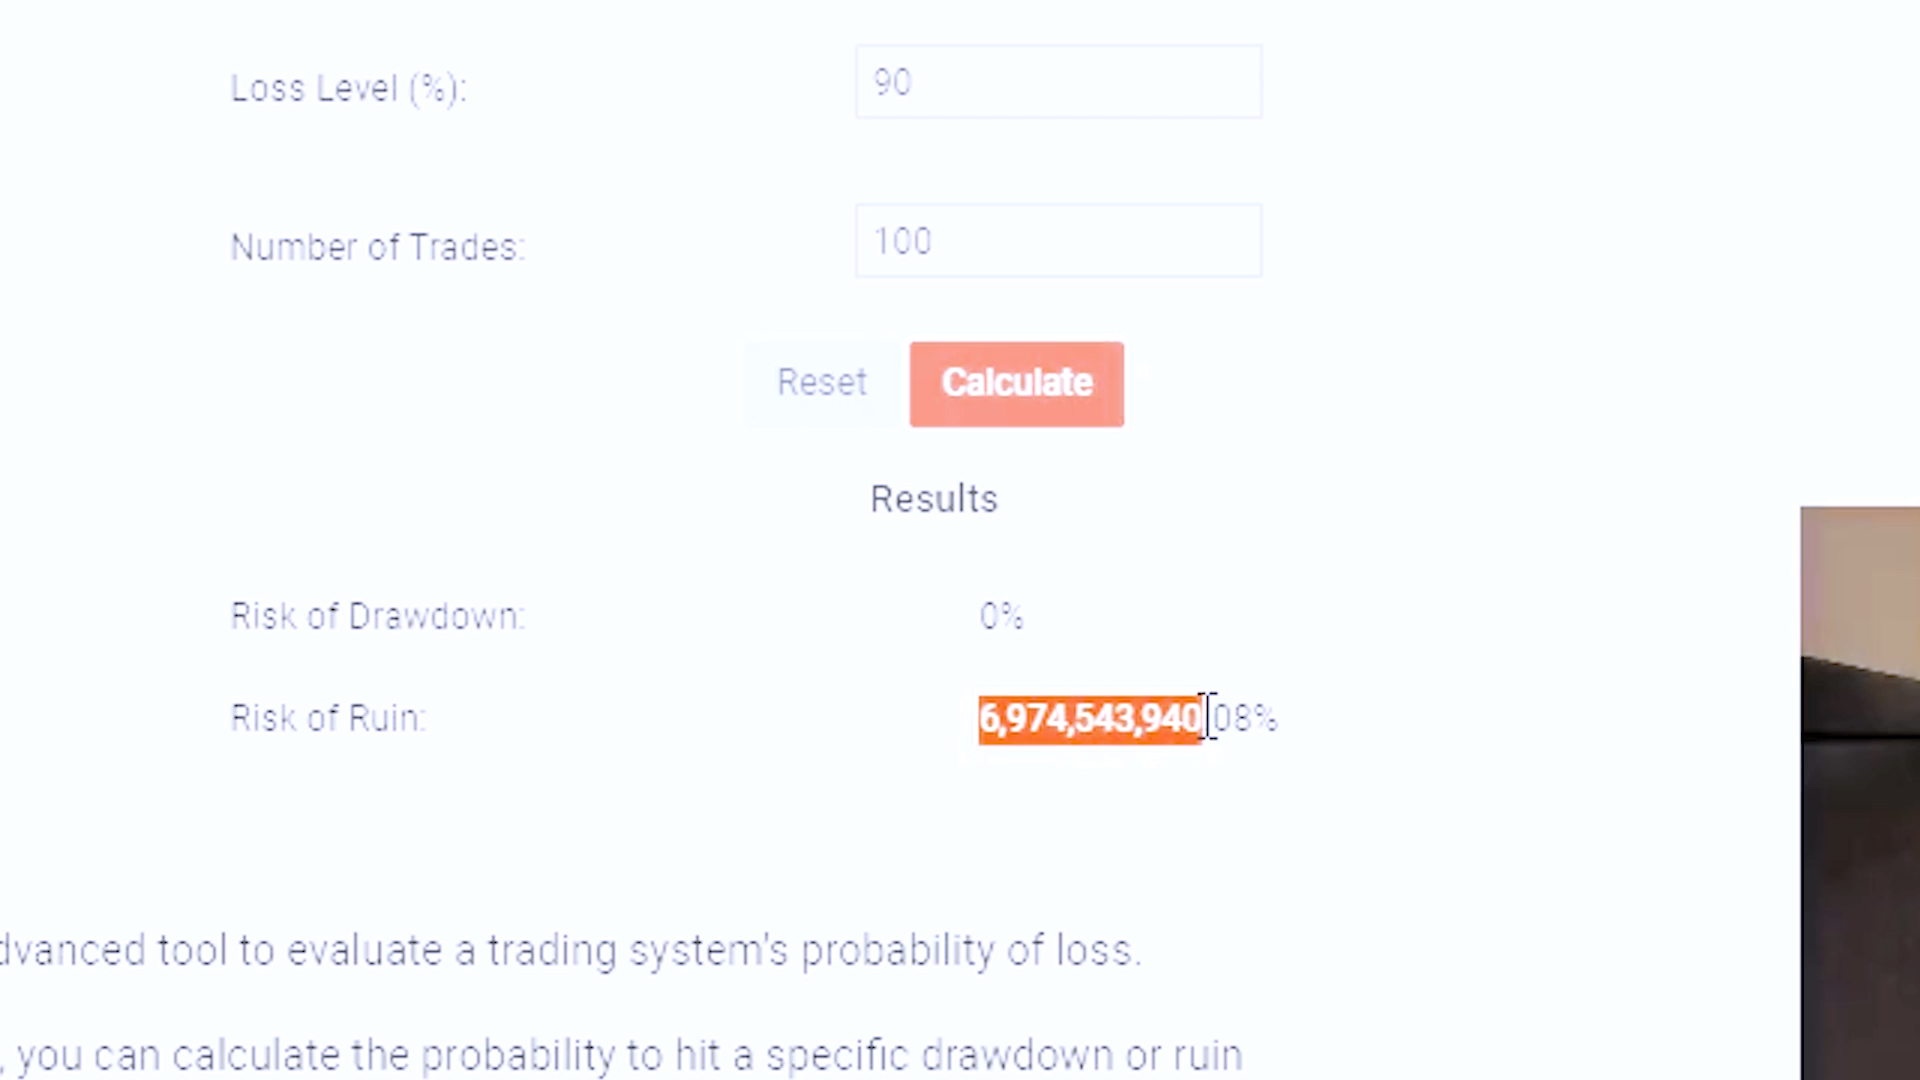 Loss Level (%): 90
Number of Trades: 100
Reset Calculate
Results
Risk of Drawdown: 0%
Risk of Ruin: 6,974,543,940.08%
tool to evaluate a trading system's probability of loss.
, you can calculate the probability to hit a specific drawdown or ruin